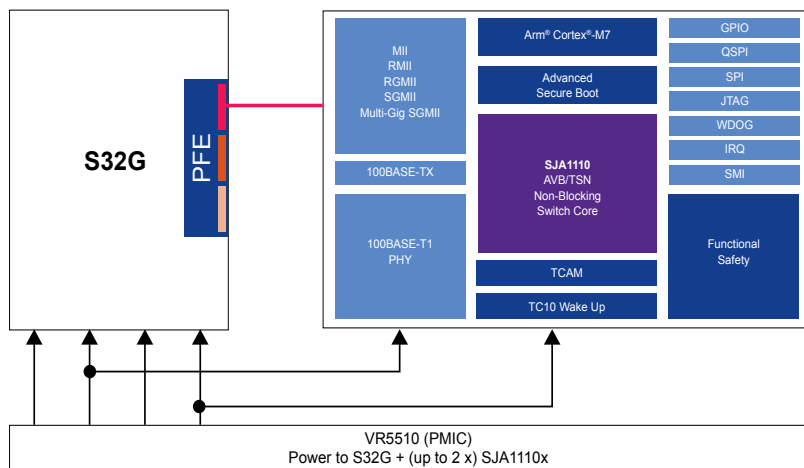 S32G
PFE
MII
RMII
RGMII
SGMII
Multi-Gig SGMII
100BASE-TX
100BASE-T1
PHY
Arm® Cortex®-M7
Advanced
Secure Boot
SJA1110
AVB/TSN
Non-Blocking
Switch Core
TCAM
TC10 Wake Up
GPIO
QSPI
SPI
JTAG
WDOG
IRQ
SMI
Functional
Safety
VR5510 (PMIC)
Power to S32G + (up to 2 x) SJA1110x